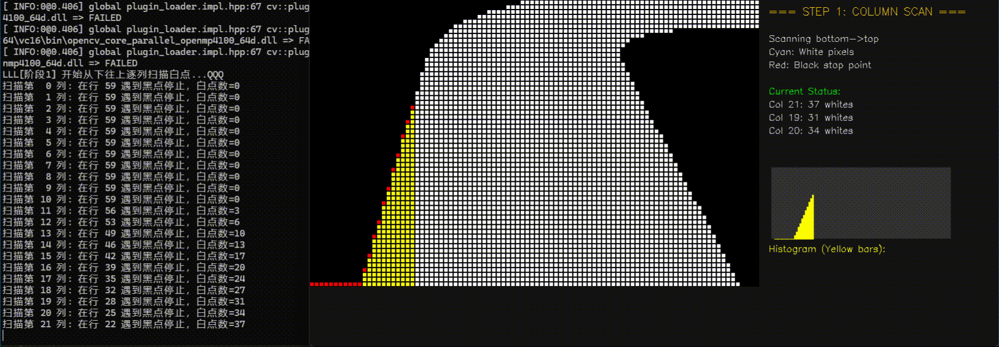 [ INFO:0@0.406] global plugin_loader.impl.hpp:67 cv::plug
4100_64d.dll => FAILED
[ INFO:0@0.406] global plugin_loader.impl.hpp:67 cv::plug
64\vc16\bin\opencv_core_parallel_openmp4100_64d.dll => FA
[ INFO:0@0.406] global plugin_loader.impl.hpp:67 cv::plug
nmp4100_64d.dll => FAILED
LLL[阶段1] 开始从下往上逐列扫描白点...QQQ
扫描第  0 列: 在行 59 遇到黑点停止, 白点数=0
扫描第  1 列: 在行 59 遇到黑点停止, 白点数=0
扫描第  2 列: 在行 59 遇到黑点停止, 白点数=0
扫描第  3 列: 在行 59 遇到黑点停止, 白点数=0
扫描第  4 列: 在行 59 遇到黑点停止, 白点数=0
扫描第  5 列: 在行 59 遇到黑点停止, 白点数=0
扫描第  6 列: 在行 59 遇到黑点停止, 白点数=0
扫描第  7 列: 在行 59 遇到黑点停止, 白点数=0
扫描第  8 列: 在行 59 遇到黑点停止, 白点数=0
扫描第  9 列: 在行 59 遇到黑点停止, 白点数=0
扫描第 10 列: 在行 59 遇到黑点停止, 白点数=0
扫描第 11 列: 在行 56 遇到黑点停止, 白点数=3
扫描第 12 列: 在行 53 遇到黑点停止, 白点数=6
扫描第 13 列: 在行 49 遇到黑点停止, 白点数=10
扫描第 14 列: 在行 46 遇到黑点停止, 白点数=13
扫描第 15 列: 在行 42 遇到黑点停止, 白点数=17
扫描第 16 列: 在行 39 遇到黑点停止, 白点数=20
扫描第 17 列: 在行 35 遇到黑点停止, 白点数=24
扫描第 18 列: 在行 32 遇到黑点停止, 白点数=27
扫描第 19 列: 在行 28 遇到黑点停止, 白点数=31
扫描第 20 列: 在行 25 遇到黑点停止, 白点数=34
扫描第 21 列: 在行 22 遇到黑点停止, 白点数=37
=== STEP 1: COLUMN SCAN ===
Scanning bottom->top
Cyan: White pixels
Red: Black stop point
Current Status:
Col 21: 37 whites
Col 19: 31 whites
Col 20: 34 whites
Histogram (Yellow bars):